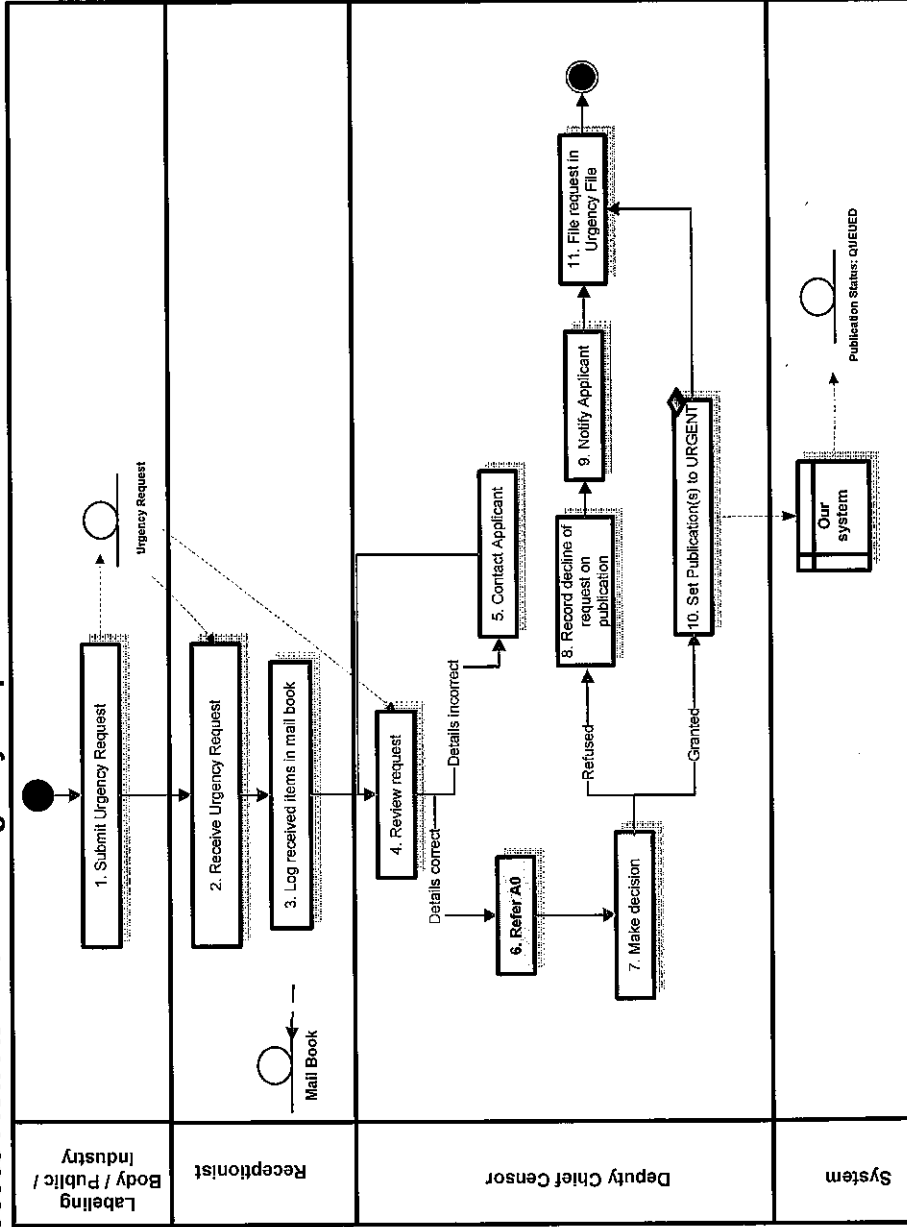 Labeling
Body / Public /
Industry
1. Submit Urgency Request
Urgency Request
Receptionist
2. Receive Urgency Request
3. Log received items in mail book
Mail Book
Deputy Chief Censor
4. Review request
Details correct
Details incorrect
5. Contact Applicant
6. Refer A0
7. Make decision
Refused
Granted
8. Record decline of
request on
publication
9. Notify Applicant
10. Set Publication(s) to URGENT
11. File request in
Urgency File
System
Our
system
Publication Status: QUEUED